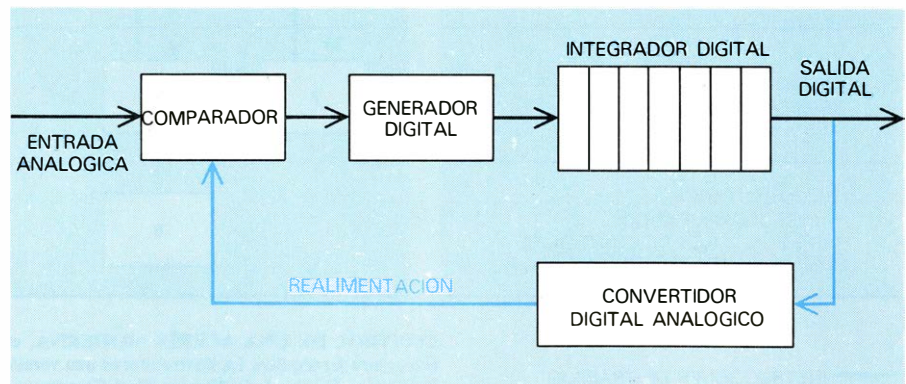 INTEGRADOR DIGITAL
SALIDA
DIGITAL
COMPARADOR
GENERADOR
DIGITAL
ENTRADA
ANALOGICA
REALIMENTACION
CONVERTIDOR
DIGITAL ANALOGICO